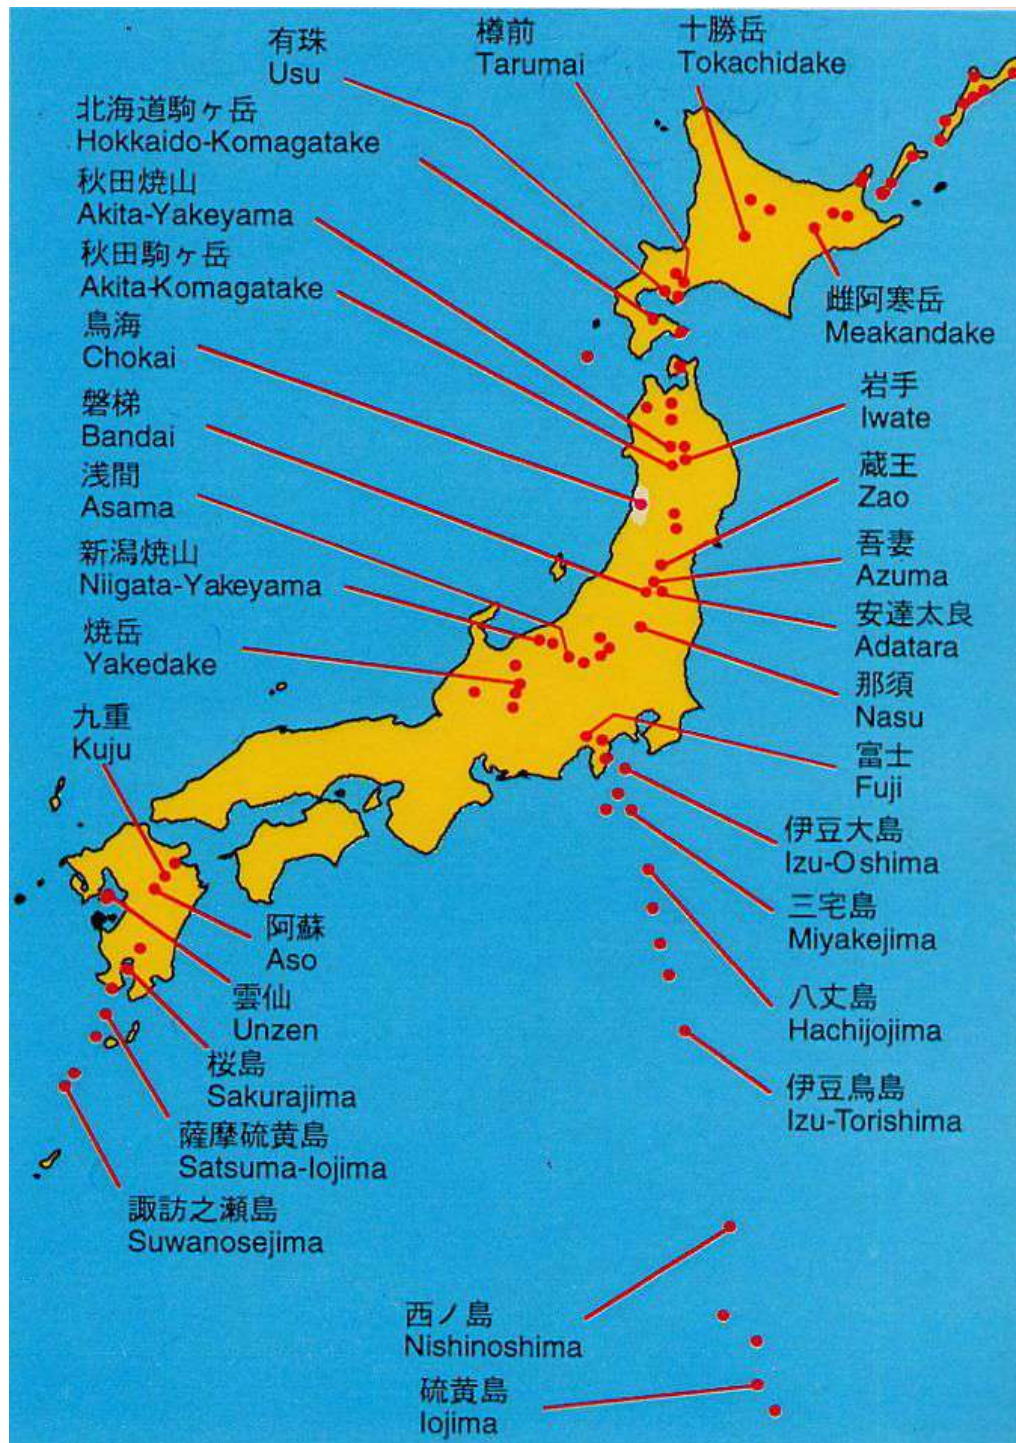 有珠
Usu
樽前
Tarumai
十勝岳
Tokachidake
北海道駒ヶ岳
Hokkaido-Komagatake
秋田焼山
Akita-Yakeyama
秋田駒ヶ岳
Akita-Komagatake
鳥海
Chokai
磐梯
Bandai
浅間
Asama
新潟焼山
Niigata-Yakeyama
焼岳
Yakedake
九重
Kuju
雌阿寒岳
Meakandake
岩手
Iwate
蔵王
Zao
吾妻
Azuma
安達太良
Adatara
那須
Nasu
富士
Fuji
伊豆大島
Izu-Oshima
三宅島
Miyakejima
八丈島
Hachijojima
伊豆鳥島
Izu-Torishima
阿蘇
Aso
雲仙
Unzen
桜島
Sakurajima
薩摩硫黄島
Satsuma-Iojima
諏訪之瀬島
Suwanosejima
西ノ島
Nishinoshima
硫黄島
Iojima